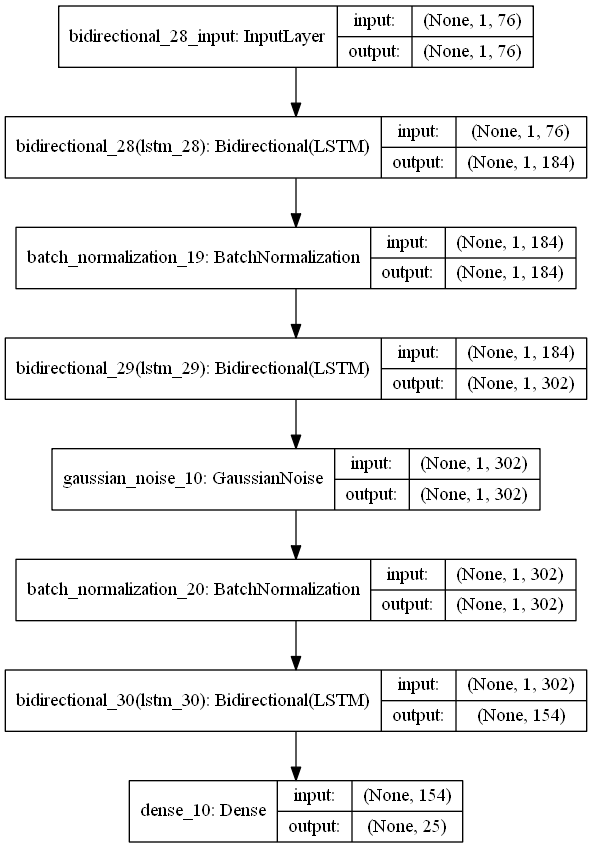 bidirectional_28_input: InputLayer
input: (None, 1, 76)
output: (None, 1, 76)
bidirectional_28(lstm_28): Bidirectional(LSTM)
input: (None, 1, 76)
output: (None, 1, 184)
batch_normalization_19: BatchNormalization
input: (None, 1, 184)
output: (None, 1, 184)
bidirectional_29(lstm_29): Bidirectional(LSTM)
input: (None, 1, 184)
output: (None, 1, 302)
gaussian_noise_10: GaussianNoise
input: (None, 1, 302)
output: (None, 1, 302)
batch_normalization_20: BatchNormalization
input: (None, 1, 302)
output: (None, 1, 302)
bidirectional_30(lstm_30): Bidirectional(LSTM)
input: (None, 1, 302)
output: (None, 154)
dense_10: Dense
input: (None, 154)
output: (None, 25)